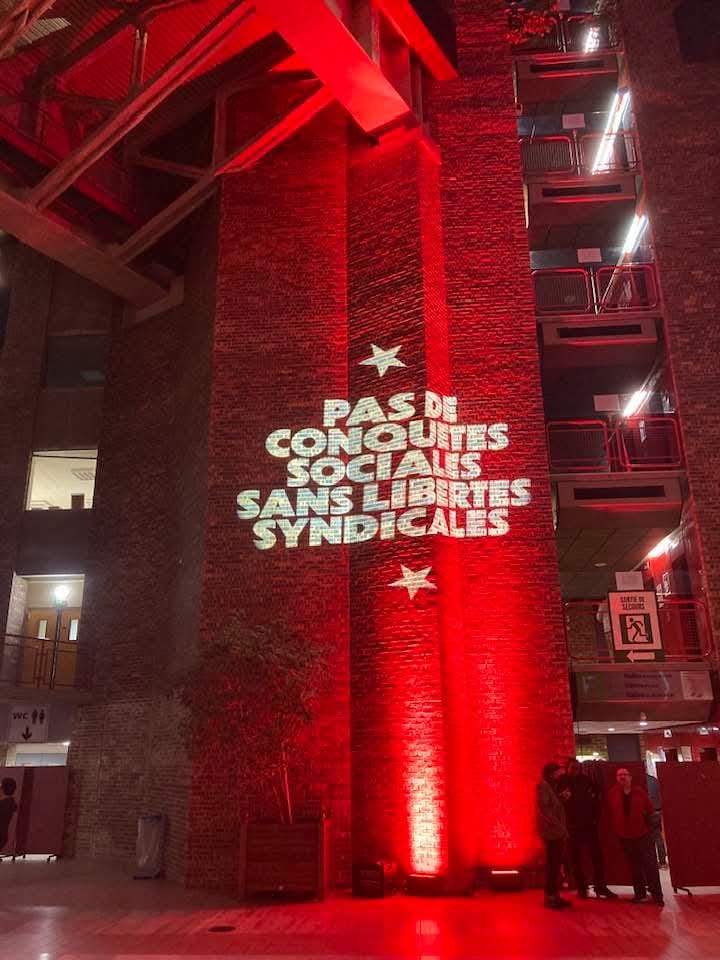 PAS DE
CONQUETES
SOCIALES
SANS LIBERTES
SYNDICALES
SORTIE DE
SECOURS
WC